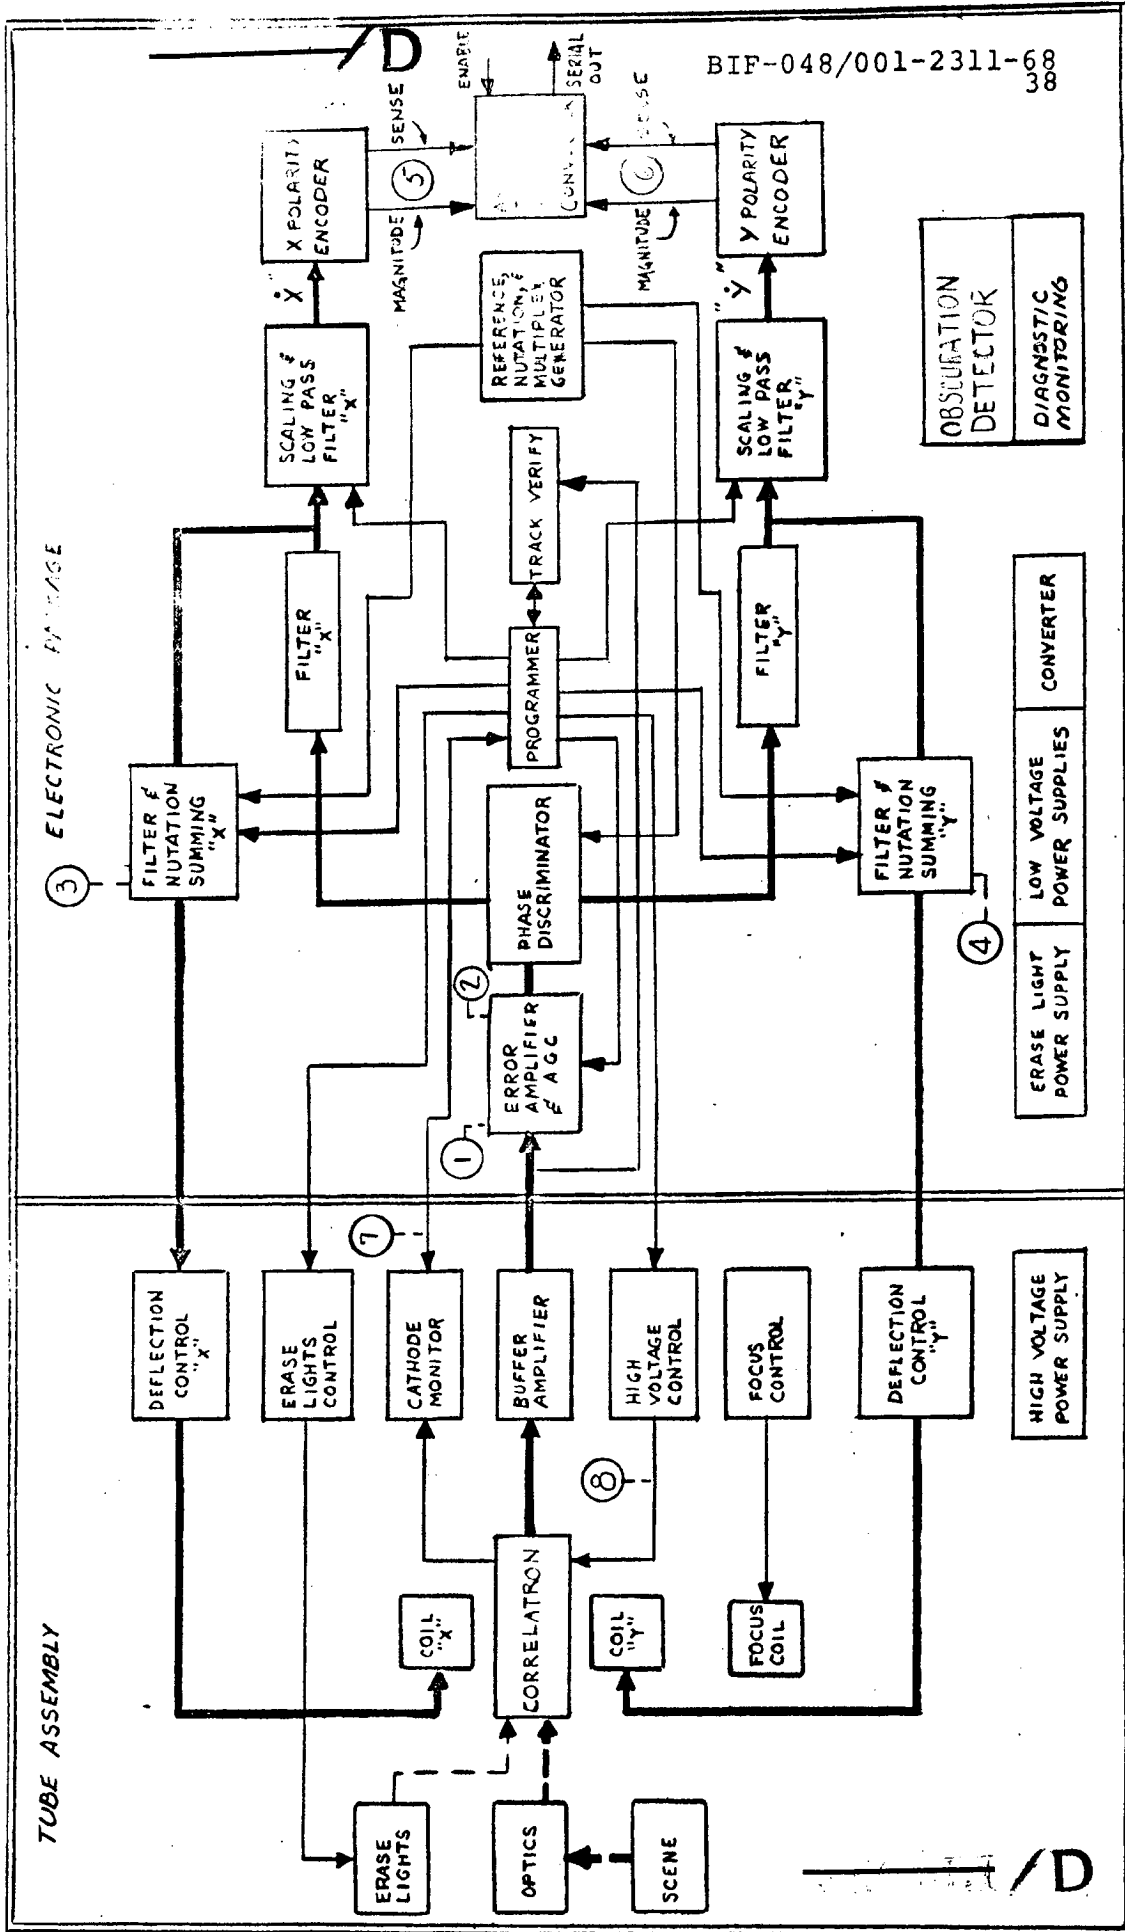 BIF-048/001-2311-68
38
/D
TUBE ASSEMBLY
③ ELECTRONIC
DEFLECTION
CONTROL
"X"
ERASE
LIGHTS
CONTROL
CATHODE
MONITOR
BUFFER
AMPLIFIER
HIGH
VOLTAGE
CONTROL
FOCUS
CONTROL
DEFLECTION
CONTROL
"Y"
HIGH VOLTAGE
POWER SUPPLY
COIL
"X"
CORRELATRON
COIL
"Y"
FOCUS
COIL
ERASE
LIGHTS
OPTICS
SCENE
⑦
⑧
①
②
④
FILTER &
NUTATION
SUMMING
"X"
FILTER
"X"
SCALING &
LOW PASS
FILTER
"X"
"Ẋ"
X POLARITY
ENCODER
MAGNITUDE
⑤
SENSE
ENABLE
SERIAL
OUT
ERROR
AMPLIFIER
& AGC
PHASE
DISCRIMINATOR
PROGRAMMER
TRACK VERIFY
REFERENCE,
NUTATION, &
MULTIPLEX
GENERATOR
FILTER &
NUTATION
SUMMING
"Y"
FILTER
"Y"
SCALING &
LOW PASS
FILTER
"Y"
"Ẏ"
Y POLARITY
ENCODER
MAGNITUDE
⑥
ERASE LIGHT
POWER SUPPLY
LOW VOLTAGE
POWER SUPPLIES
CONVERTER
OBSCURATION
DETECTOR
DIAGNOSTIC
MONITORING
/D